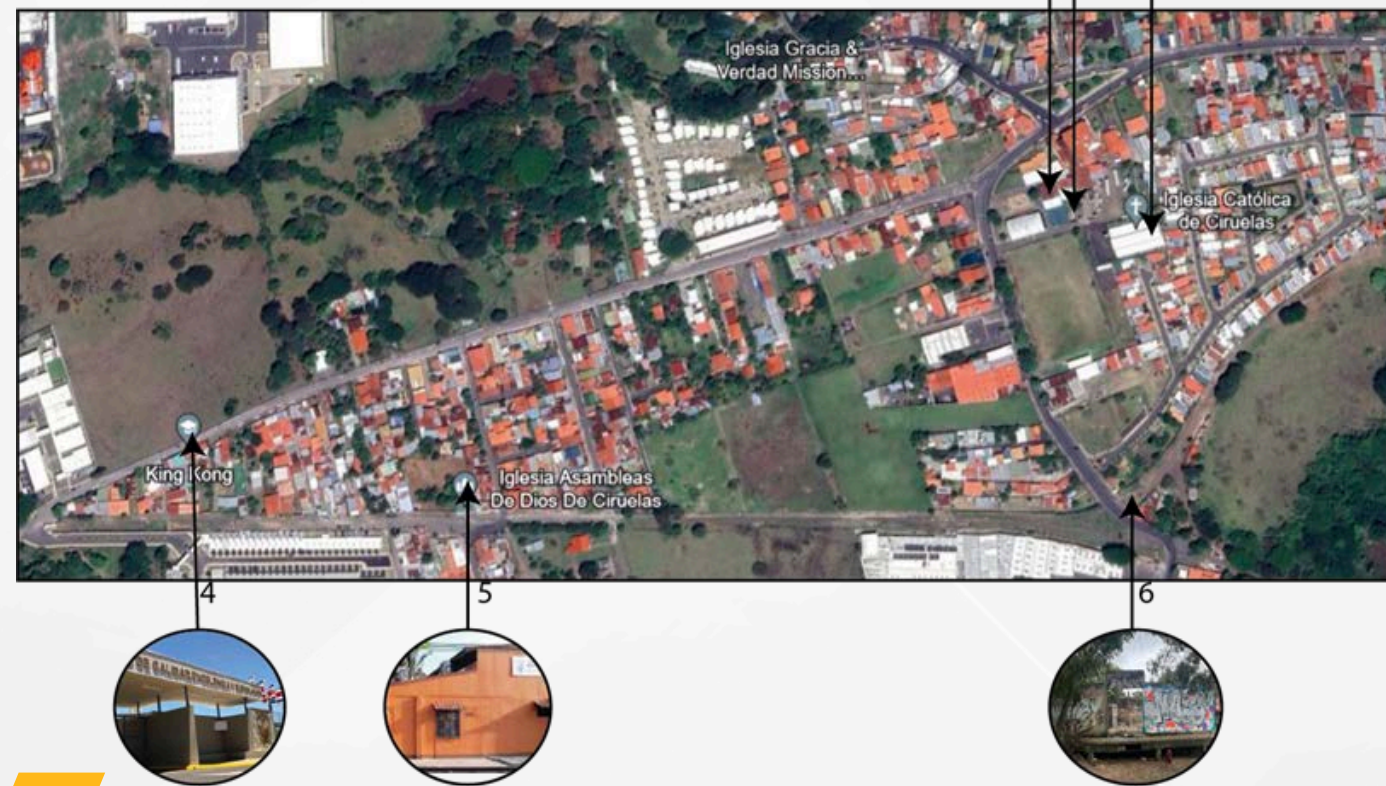 Iglesia Gracia &
Verdad Mission...
Iglesia Católica
de Ciruelas
King Kong
Iglesia Asambleas
De Dios De Ciruelas
4
5
6